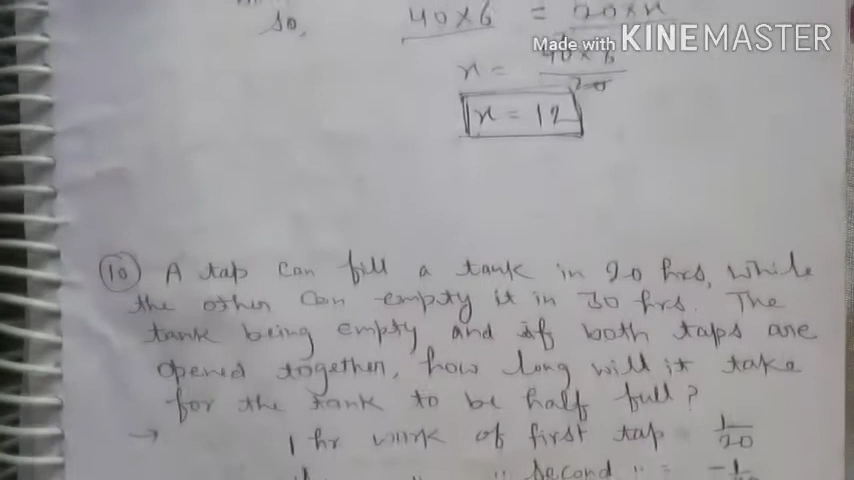 So,    40 × 6 = 20 × x
Made with KINEMASTER
x = 40 × 6 / 20
x = 12
(10) A tap can fill a tank in 20 hrs, while
the other can empty it in 30 hrs. The
tank being empty and if both taps are
opened together, how long will it take
for the tank to be half full?
→ 1 hr work of first tap = 1/20
" " second " = -1/